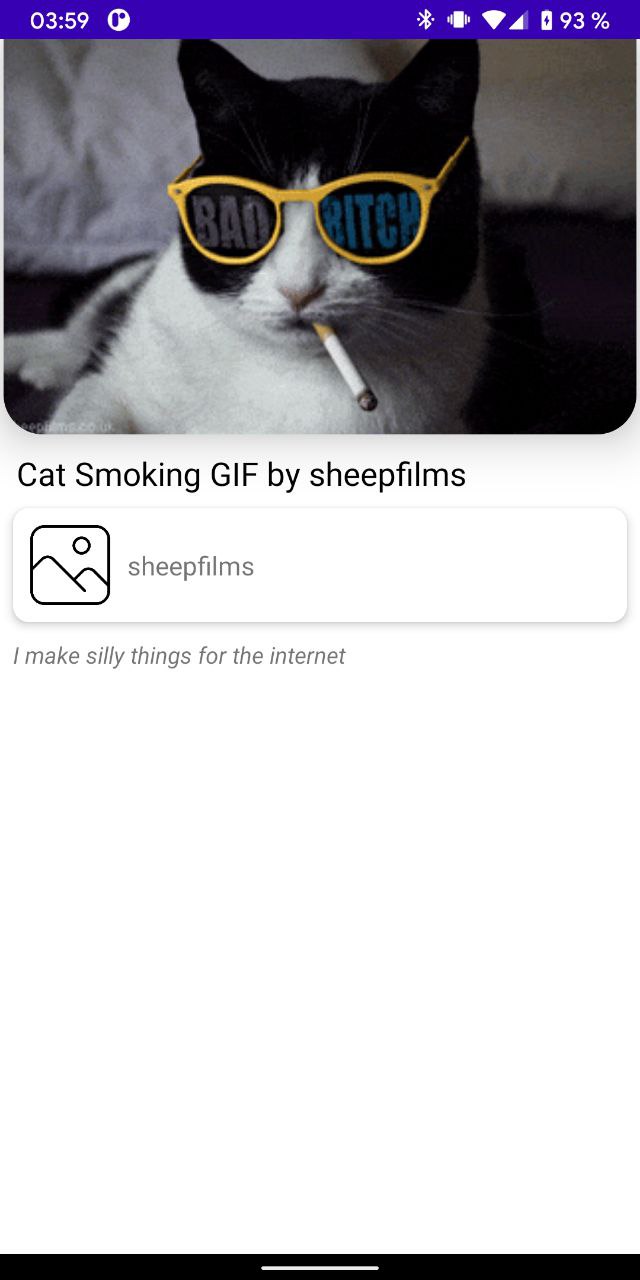 03:59
93 %
BAD BITCH
eepfilms.co.uk
Cat Smoking GIF by sheepfilms
sheepfilms
I make silly things for the internet